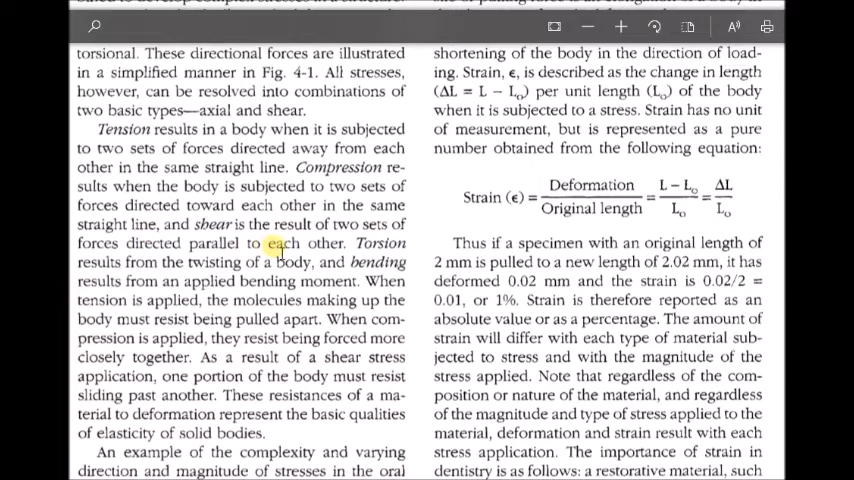 torsional. These directional forces are illustrated
in a simplified manner in Fig. 4-1. All stresses,
however, can be resolved into combinations of
two basic types—axial and shear.
Tension results in a body when it is subjected
to two sets of forces directed away from each
other in the same straight line. Compression re-
sults when the body is subjected to two sets of
forces directed toward each other in the same
straight line, and shear is the result of two sets of
forces directed parallel to each other. Torsion
results from the twisting of a body, and bending
results from an applied bending moment. When
tension is applied, the molecules making up the
body must resist being pulled apart. When com-
pression is applied, they resist being forced more
closely together. As a result of a shear stress
application, one portion of the body must resist
sliding past another. These resistances of a ma-
terial to deformation represent the basic qualities
of elasticity of solid bodies.
An example of the complexity and varying
direction and magnitude of stresses in the oral
shortening of the body in the direction of load-
ing. Strain, ϵ, is described as the change in length
(ΔL = L − Lₒ) per unit length (Lₒ) of the body
when it is subjected to a stress. Strain has no unit
of measurement, but is represented as a pure
number obtained from the following equation:
Strain (ϵ) = Deformation / Original length = L − Lₒ / Lₒ = ΔL / Lₒ
Thus if a specimen with an original length of
2 mm is pulled to a new length of 2.02 mm, it has
deformed 0.02 mm and the strain is 0.02/2 =
0.01, or 1%. Strain is therefore reported as an
absolute value or as a percentage. The amount of
strain will differ with each type of material sub-
jected to stress and with the magnitude of the
stress applied. Note that regardless of the com-
position or nature of the material, and regardless
of the magnitude and type of stress applied to the
material, deformation and strain result with each
stress application. The importance of strain in
dentistry is as follows: a restorative material, such